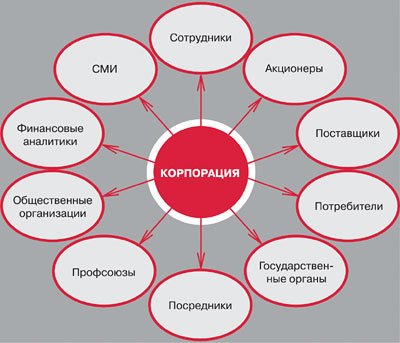 Сотрудники
СМИ
Акционеры
Финансовые
аналитики
Поставщики
КОРПОРАЦИЯ
Общественные
организации
Потребители
Профсоюзы
Государствен-
ные органы
Посредники